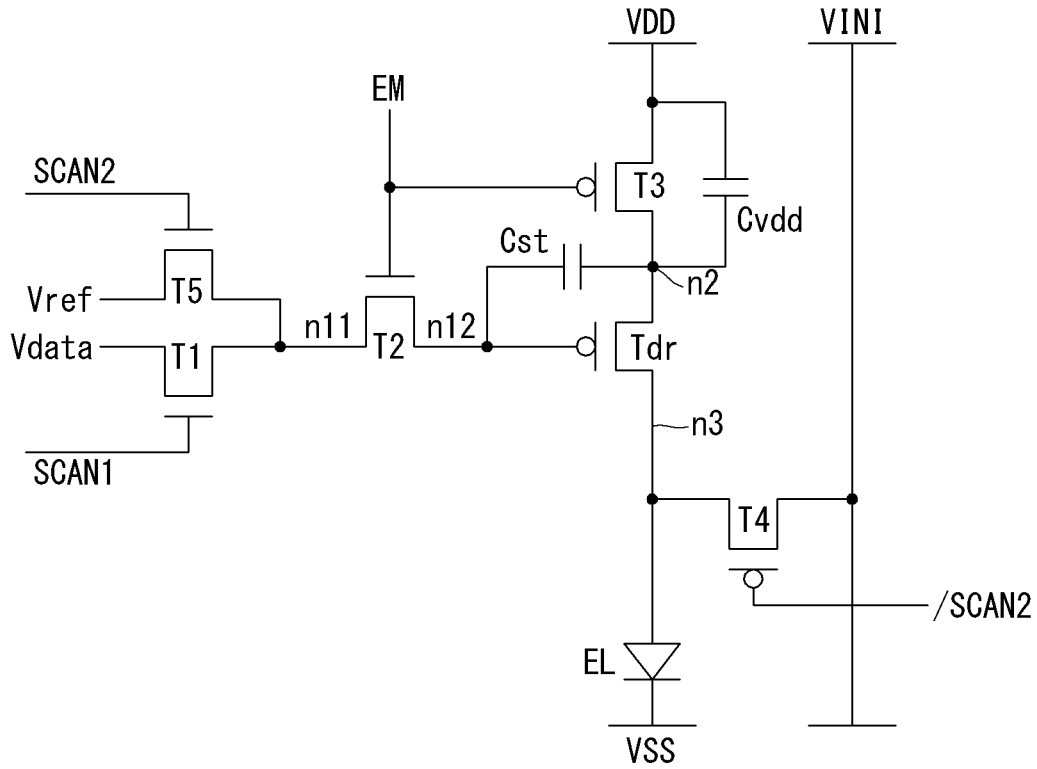 VDD
VINI
EM
SCAN2
T3
Cvdd
Cst
n2
Vref
T5
n11
n12
Vdata
T1
T2
Tdr
n3
SCAN1
T4
/SCAN2
EL
VSS